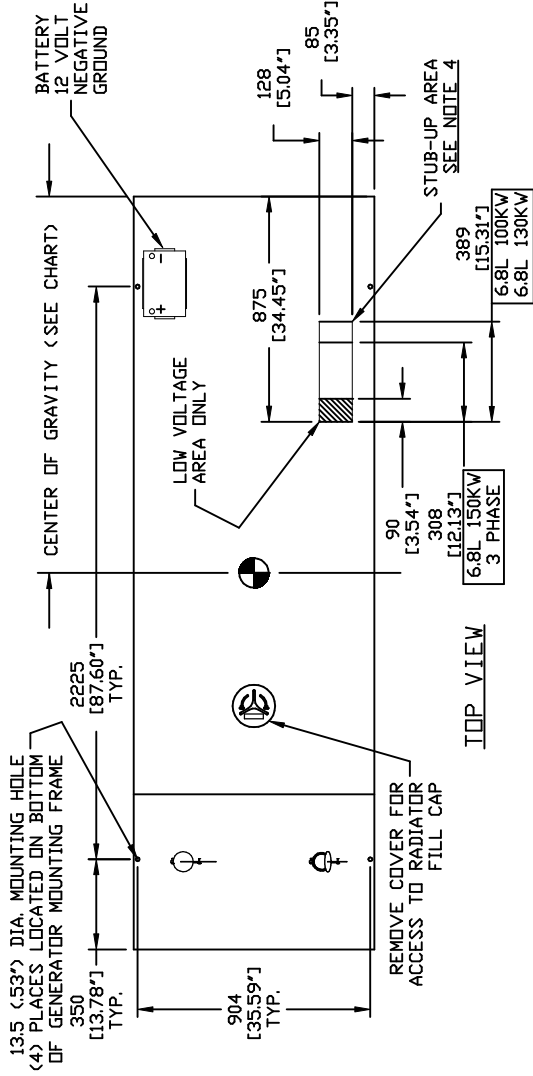 13.5 (.53") DIA. MOUNTING HOLE
(4) PLACES LOCATED ON BOTTOM
OF GENERATOR MOUNTING FRAME
350
[13.78"]
TYP.
2225
[87.60"]
TYP.
CENTER OF GRAVITY (SEE CHART)
BATTERY
12 VOLT
NEGATIVE
GROUND
+ -
904
[35.59"]
TYP.
LOW VOLTAGE
AREA ONLY
875
[34.45"]
128
[5.04"]
85
[3.35"]
STUB-UP AREA
SEE NOTE 4
90
[3.54"]
308
[12.13"]
6.8L 150KW
3 PHASE
389
[15.31"]
6.8L 100KW
6.8L 130KW
REMOVE COVER FOR
ACCESS TO RADIATOR
FILL CAP
TOP VIEW